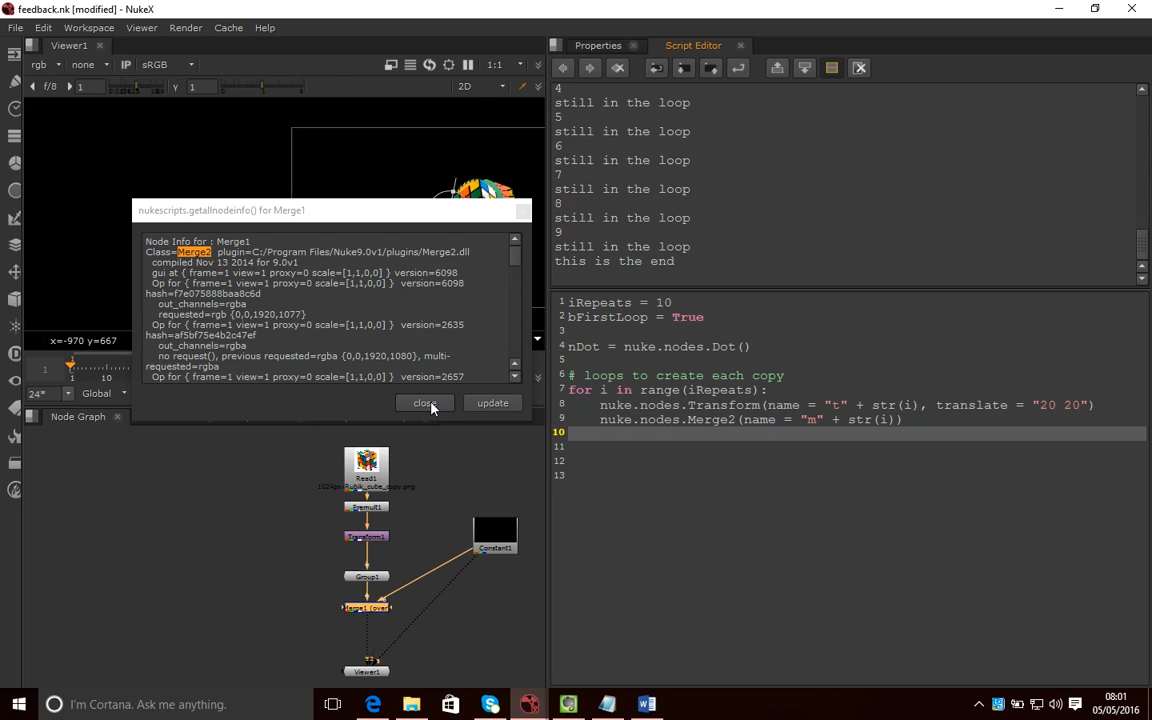 feedback.nk [modified] - NukeX
File Edit Workspace Viewer Render Cache Help
Viewer1
rgb none IP sRGB 1:1
f/8 1 y 1 2D
nukescripts.getallnodeinfo() for Merge1
Node Info for : Merge1
Class=Merge2 plugin=C:/Program Files/Nuke9.0v1/plugins/Merge2.dll
compiled Nov 13 2014 for 9.0v1
gui at { frame=1 view=1 proxy=0 scale=[1,1,0,0] } version=6098
Op for { frame=1 view=1 proxy=0 scale=[1,1,0,0] } version=6098
hash=f7e075888baa8c6d
out_channels=rgba
requested=rgb {0,0,1920,1077}
Op for { frame=1 view=1 proxy=0 scale=[1,1,0,0] } version=2635
hash=af5bf75e4b2c47ef
out_channels=rgba
no request(), previous requested=rgba {0,0,1920,1080}, multi-
requested=rgba
Op for { frame=1 view=1 proxy=0 scale=[1,1,0,0] } version=2657
close update
x=-970 y=667
1 1 10
24* Global
Node Graph
Read1
Premult1
Transform1
Constant1
Group1
Merge1 (over
Viewer1
Properties Script Editor
4
still in the loop
5
still in the loop
6
still in the loop
7
still in the loop
8
still in the loop
9
still in the loop
this is the end
1 iRepeats = 10
2 bFirstLoop = True
3
4 nDot = nuke.nodes.Dot()
5
6 # loops to create each copy
7 for i in range(iRepeats):
8 nuke.nodes.Transform(name = "t" + str(i), translate = "20 20")
9 nuke.nodes.Merge2(name = "m" + str(i))
10
11
12
13
I'm Cortana. Ask me anything.
08:01
05/05/2016